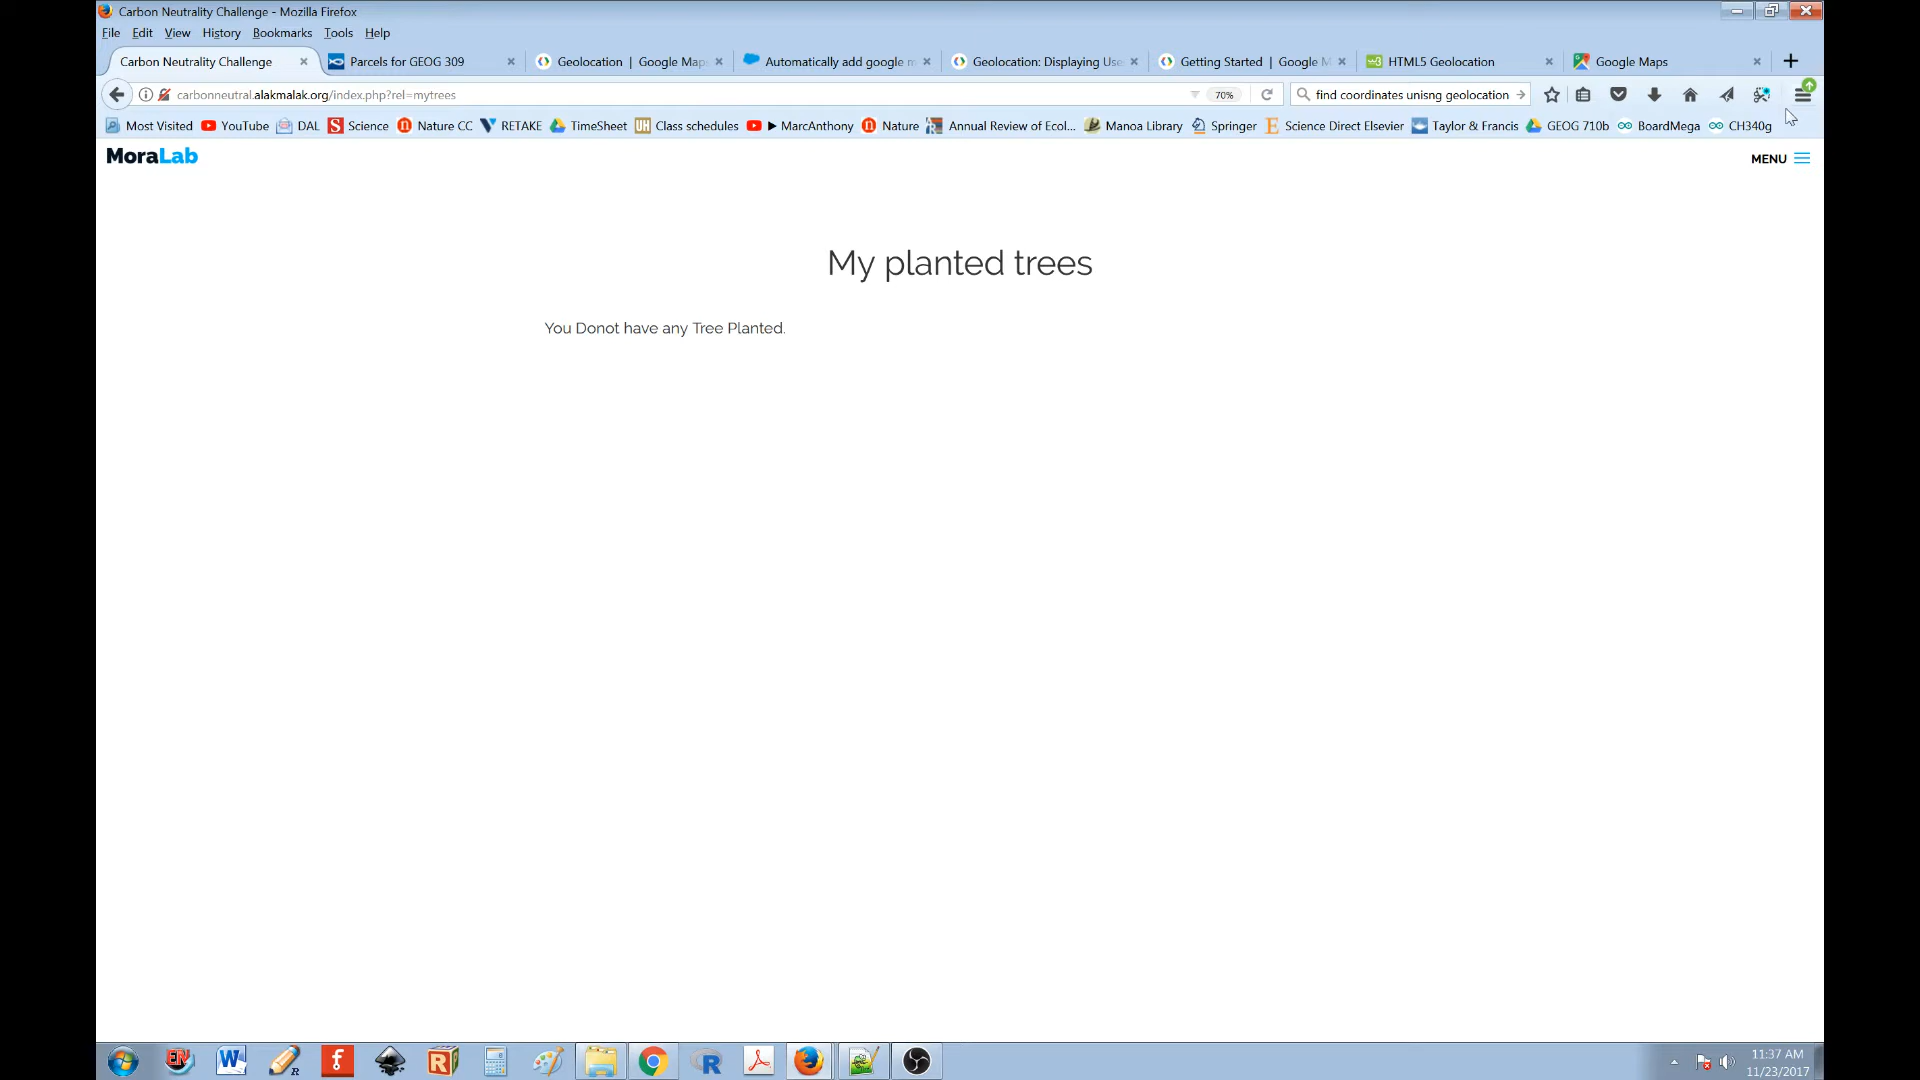 Carbon Neutrality Challenge - Mozilla Firefox
File Edit View History Bookmarks Tools Help
Carbon Neutrality Challenge Parcels for GEOG 309 Geolocation | Google Map Automatically add google Geolocation: Displaying Use Getting Started | Google M HTML5 Geolocation Google Maps
carbonneutral.alakmalak.org/index.php?rel=mytrees 70% find coordinates unisng geolocation
Most Visited YouTube DAL Science Nature CC RETAKE TimeSheet Class schedules MarcAnthony Nature Annual Review of Ecol... Manoa Library Springer Science Direct Elsevier Taylor & Francis GEOG 710b BoardMega CH340g
MoraLab MENU
My planted trees
You Donot have any Tree Planted.
11:37 AM
11/23/2017